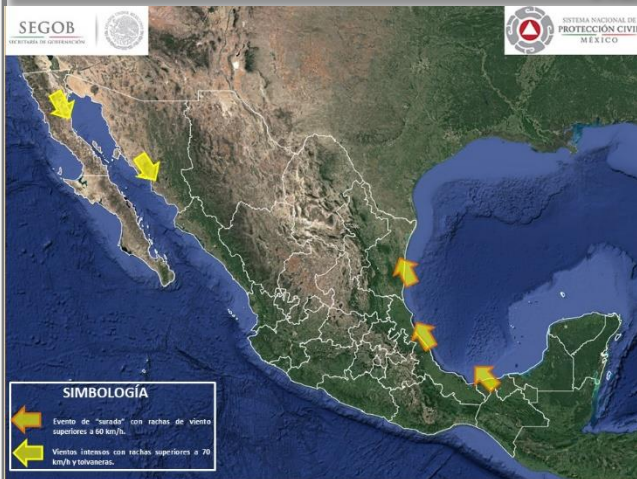 SEGOB
SECRETARÍA DE GOBERNACIÓN
SISTEMA NACIONAL DE
PROTECCIÓN CIVI
MÉXICO
SIMBOLOGÍA
Evento de "surada" con rachas de viento
superiores a 60 km/h.
Vientos intensos con rachas superiores a 70
km/h y tolvaneras.